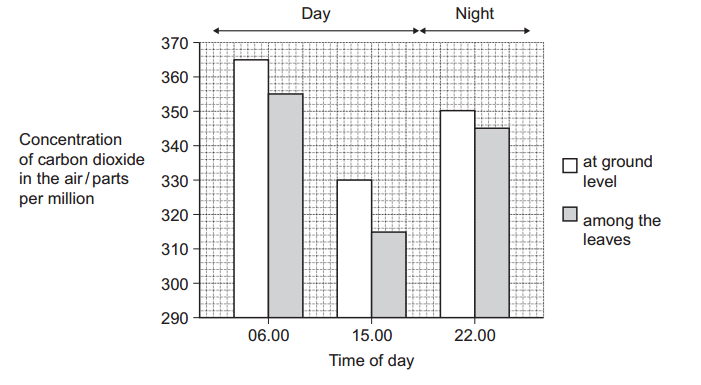 Day
Night
370
360
350
340
330
320
310
300
290
Concentration
of carbon dioxide
in the air/parts
per million
at ground
level
among the
leaves
06.00
15.00
22.00
Time of day